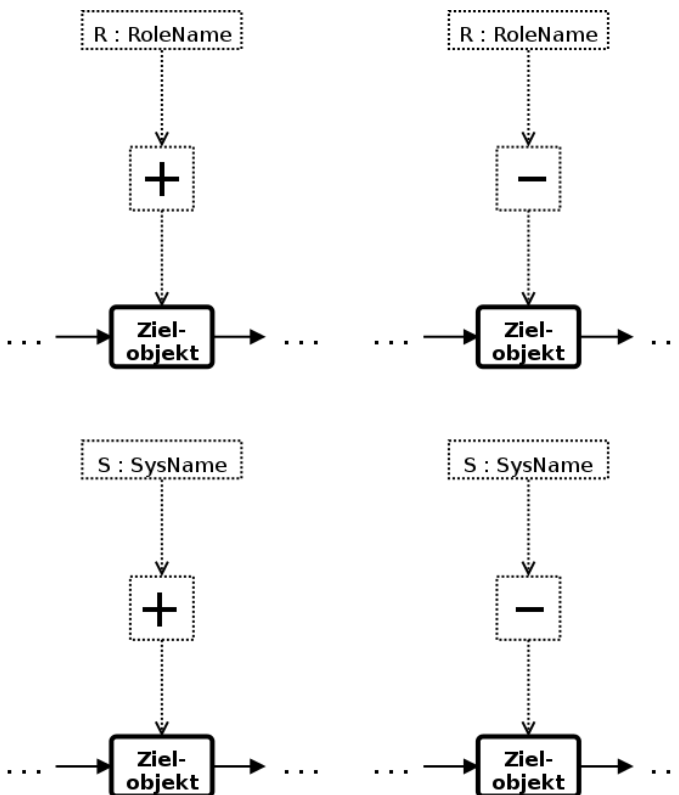 R : RoleName R : RoleName
+ −
Ziel- Ziel-
. . . objekt . . . . . . objekt . .
S : SysName S : SysName
+ −
Ziel- Ziel-
. . . objekt . . . . . . objekt . .